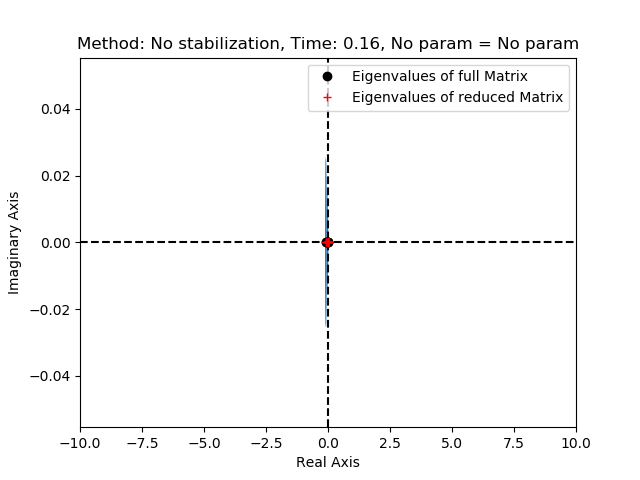 Method: No stabilization, Time: 0.16, No param = No param
Eigenvalues of full Matrix
Eigenvalues of reduced Matrix
0.04
0.02
0.00
−0.02
−0.04
Imaginary Axis
−10.0 −7.5 −5.0 −2.5 0.0 2.5 5.0 7.5 10.0
Real Axis